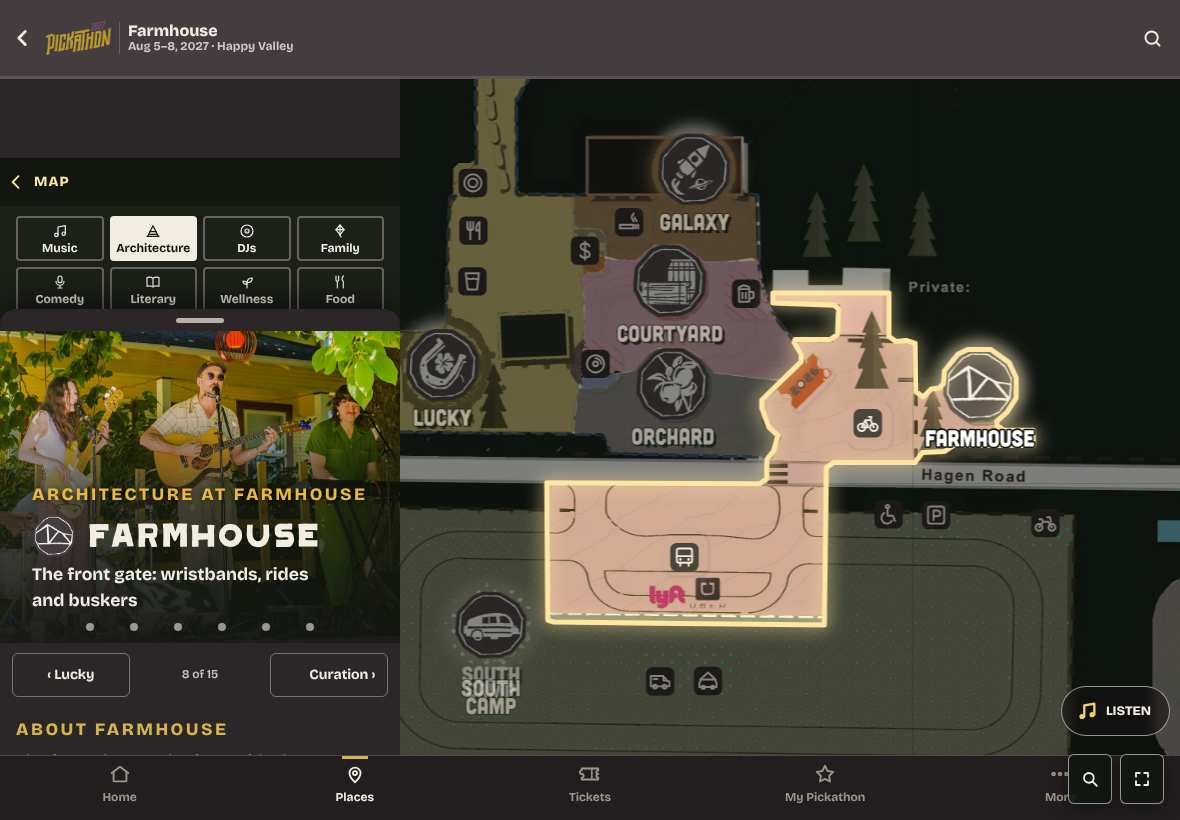 PICKATHON
Farmhouse
Aug 5–8, 2027 · Happy Valley
MAP
Music
Architecture
DJs
Family
Comedy
Literary
Wellness
Food
ARCHITECTURE AT FARMHOUSE
FARMHOUSE
The front gate: wristbands, rides
and buskers
‹ Lucky
8 of 15
Curation ›
ABOUT FARMHOUSE
GALAXY
$
COURTYARD
LUCKY
ORCHARD
Private:
FARMHOUSE
Hagen Road
P
lyft
UBER
SOUTH
SOUTH
CAMP
LISTEN
Home
Places
Tickets
My Pickathon